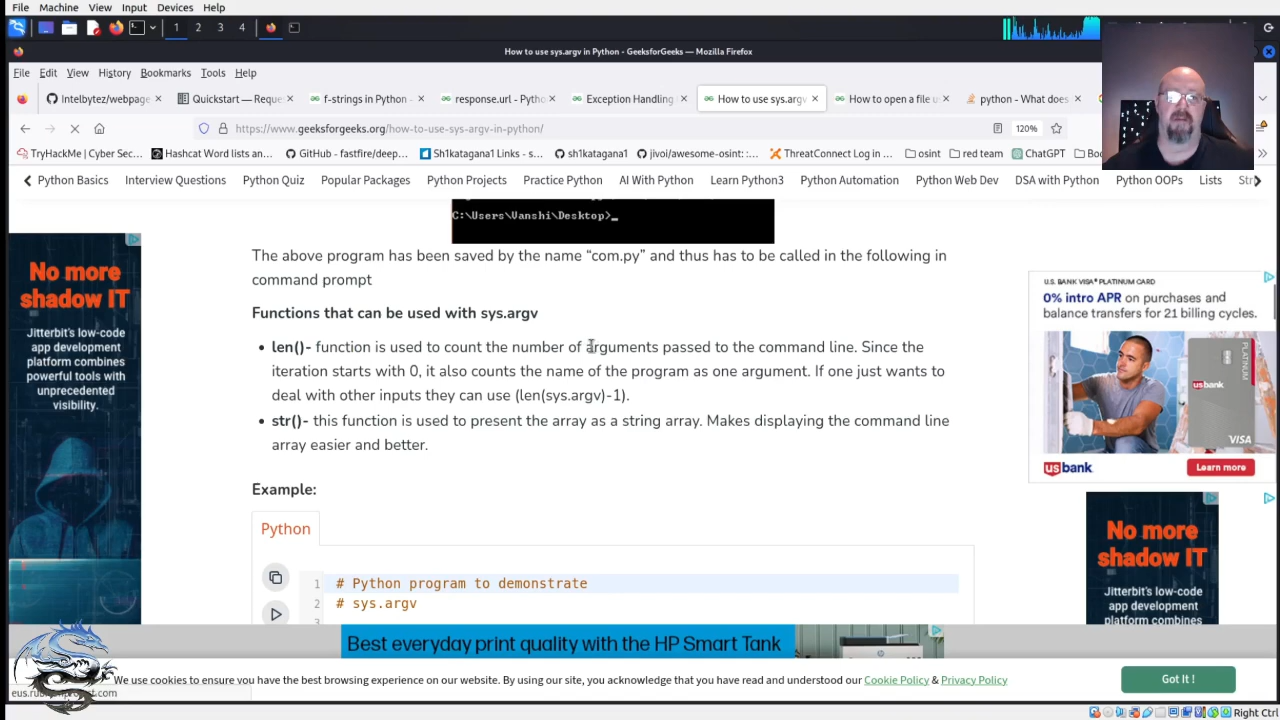 File Machine View Input Devices Help
1 2 3 4
How to use sys.argv in Python - GeeksforGeeks — Mozilla Firefox
File Edit View History Bookmarks Tools Help
Intelbytez/webpage Quickstart — Reque f-strings in Python - response.url - Pytho Exception Handling How to use sys.argv How to open a file u python - What does
https://www.geeksforgeeks.org/how-to-use-sys-argv-in-python/ 120%
TryHackMe | Cyber Sec... Hashcat Word lists an... GitHub - fastfire/deep... Sh1katagana1 Links - s... sh1katagana1 jivoi/awesome-osint: :... ThreatConnect Log in ... osint red team ChatGPT
Python Basics Interview Questions Python Quiz Popular Packages Python Projects Practice Python AI With Python Learn Python3 Python Automation Python Web Dev DSA with Python Python OOPs Lists
C:\Users\Vanshi\Desktop>_
The above program has been saved by the name “com.py” and thus has to be called in the following in
command prompt
Functions that can be used with sys.argv
len()- function is used to count the number of arguments passed to the command line. Since the
iteration starts with 0, it also counts the name of the program as one argument. If one just wants to
deal with other inputs they can use (len(sys.argv)-1).
str()- this function is used to present the array as a string array. Makes displaying the command line
array easier and better.
Example:
Python
1 # Python program to demonstrate
2 # sys.argv
3
No more
shadow IT
Jitterbit's low-code
app development
platform combines
powerful tools with
unprecedented
visibility.
U.S. BANK VISA® PLATINUM CARD
0% intro APR on purchases and
balance transfers for 21 billing cycles.
PLATINUM
usbank
VISA
usbank Learn more
No more
shadow IT
Jitterbit's low-code
app development
platform combines
Best everyday print quality with the HP Smart Tank
We use cookies to ensure you have the best browsing experience on our website. By using our site, you acknowledge that you have read and understood our Cookie Policy & Privacy Policy
Got It !
Right Ctrl